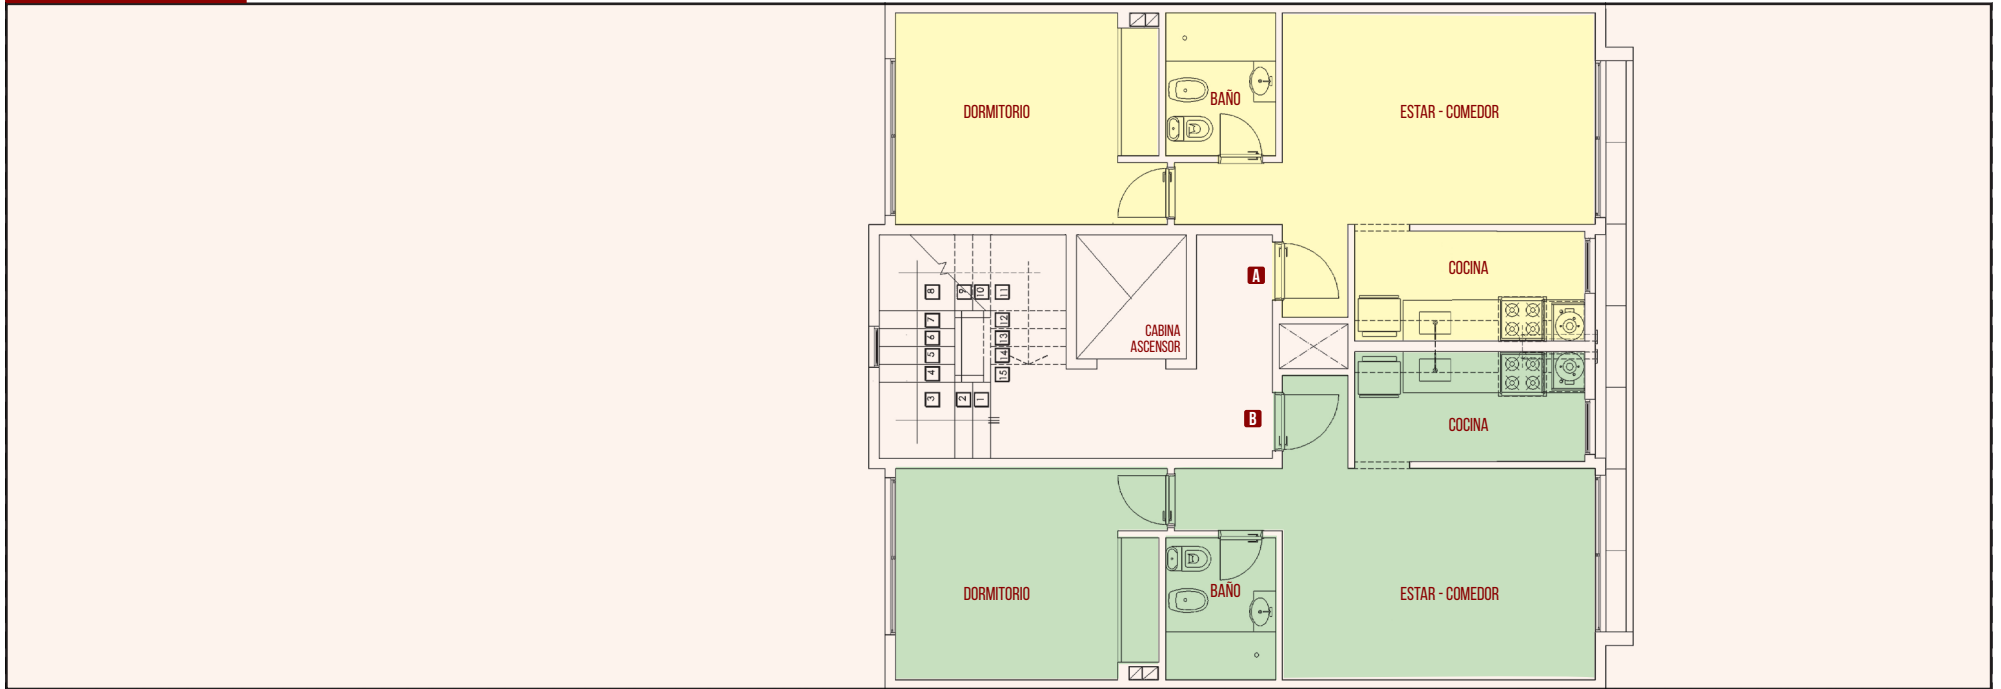 DORMITORIO
BAÑO
ESTAR - COMEDOR
A
COCINA
CABINA
ASCENSOR
8
9
10
11
7
12
6
13
5
14
4
15
3
2
1
B
COCINA
DORMITORIO
BAÑO
ESTAR - COMEDOR